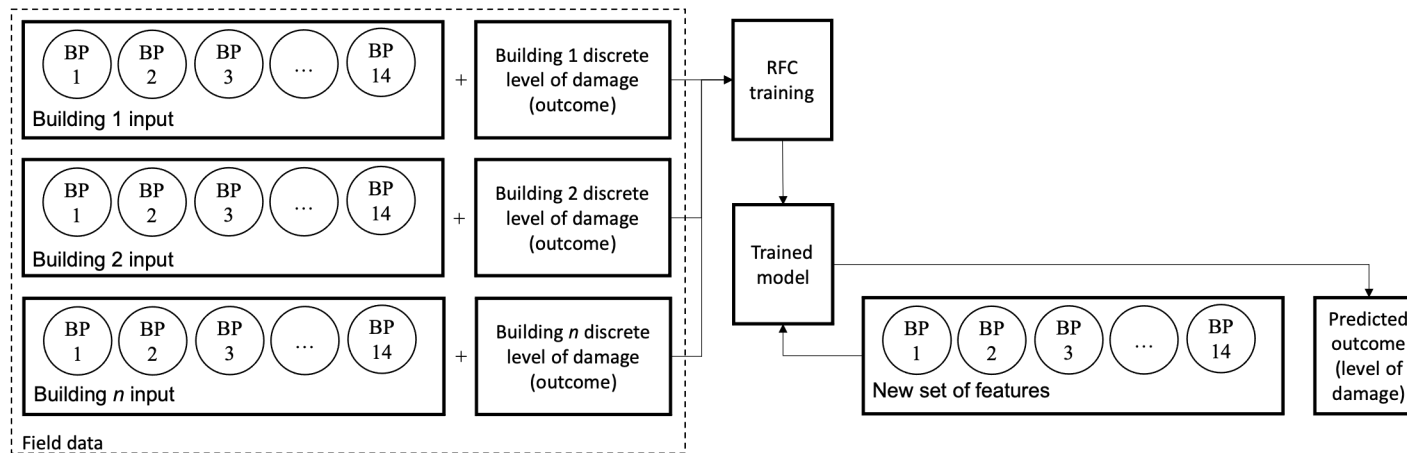 BP
1
BP
2
BP
3
...
BP
14
Building 1 input
+
Building 1 discrete
level of damage
(outcome)
BP
1
BP
2
BP
3
...
BP
14
Building 2 input
+
Building 2 discrete
level of damage
(outcome)
BP
1
BP
2
BP
3
...
BP
14
Building n input
+
Building n discrete
level of damage
(outcome)
Field data
RFC
training
Trained
model
BP
1
BP
2
BP
3
...
BP
14
New set of features
Predicted
outcome
(level of
damage)